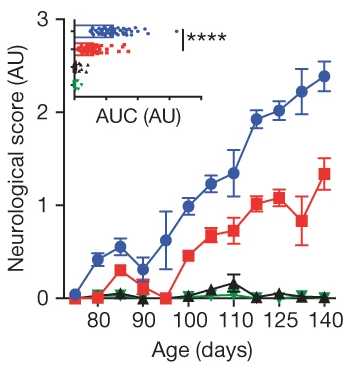 3
****
AUC (AU)
2
1
0
Neurological score (AU)
80 90 100 110 125 140
Age (days)